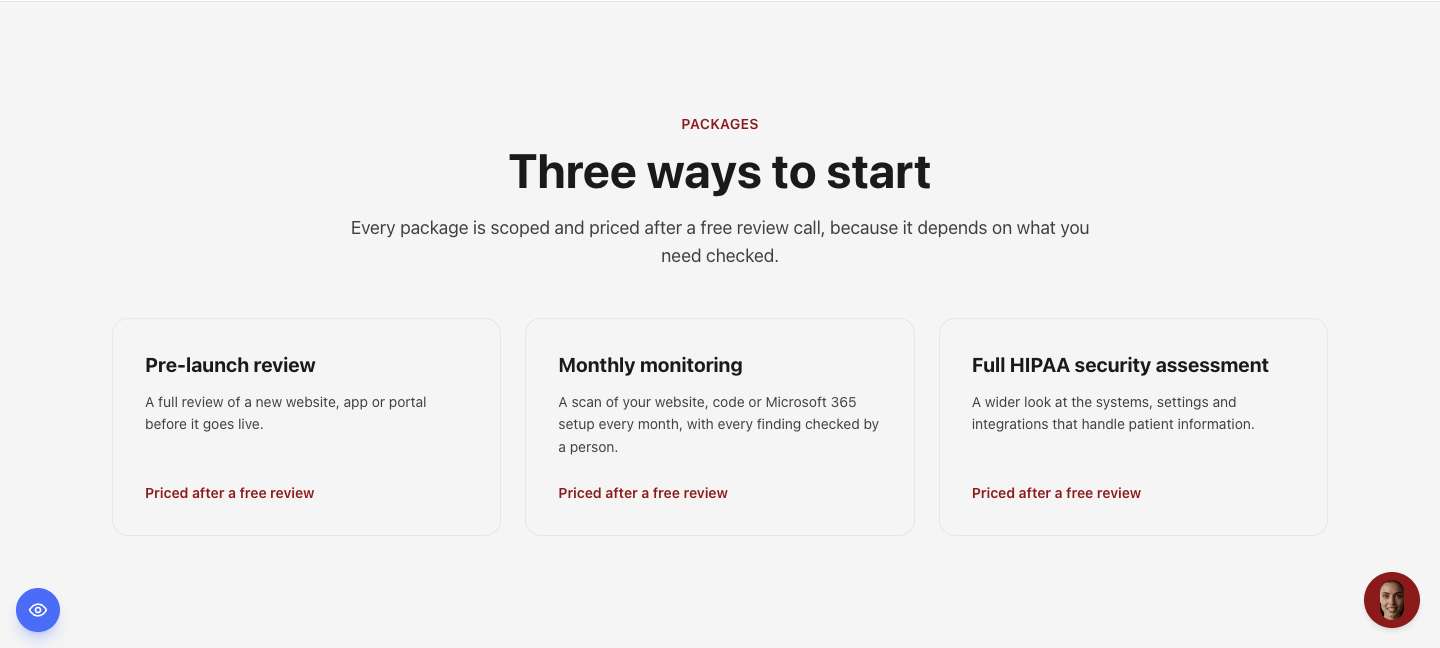 PACKAGES
Three ways to start
Every package is scoped and priced after a free review call, because it depends on what you
need checked.
Pre-launch review
A full review of a new website, app or portal
before it goes live.
Priced after a free review
Monthly monitoring
A scan of your website, code or Microsoft 365
setup every month, with every finding checked by
a person.
Priced after a free review
Full HIPAA security assessment
A wider look at the systems, settings and
integrations that handle patient information.
Priced after a free review